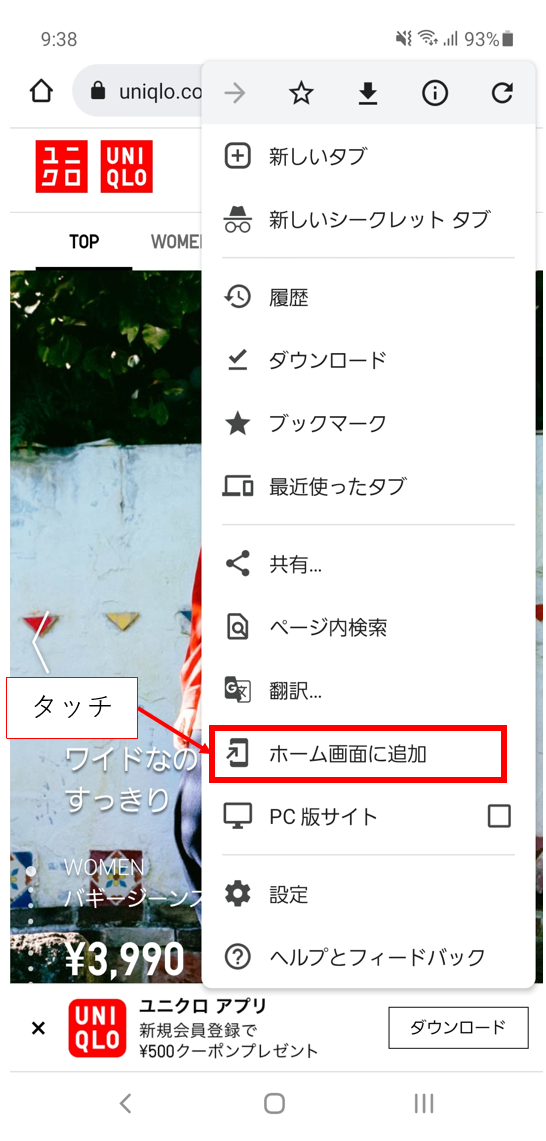 9:38
93%
uniqlo.co
ユニ
クロ
UNI
QLO
TOP
WOME
新しいタブ
新しいシークレット タブ
履歴
ダウンロード
ブックマーク
最近使ったタブ
共有...
ページ内検索
翻訳...
タッチ
ホーム画面に追加
ワイドなの
すっきり
PC 版サイト
WOMEN
バギージーンズ
設定
¥3,990
ヘルプとフィードバック
UNI
QLO
ユニクロ アプリ
新規会員登録で
¥500クーポンプレゼント
ダウンロード